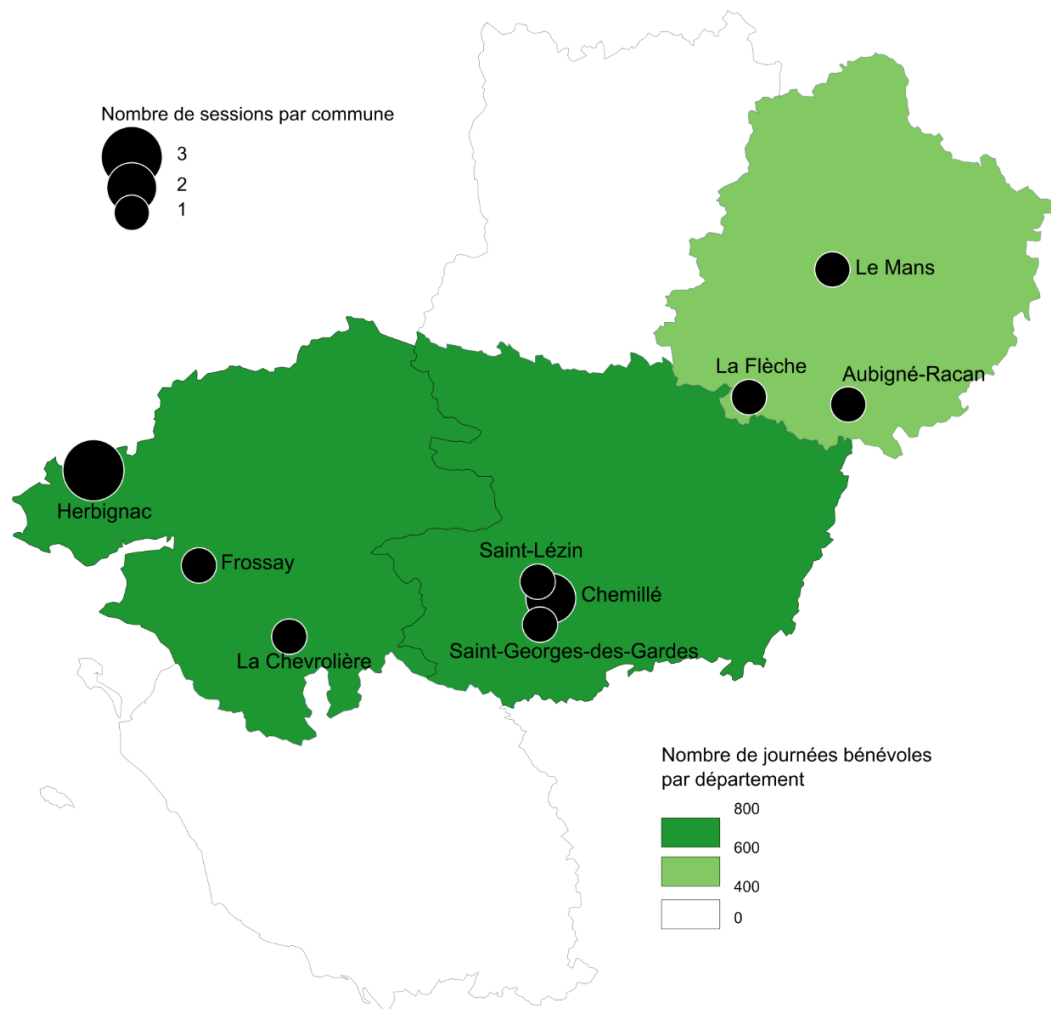 Nombre de sessions par commune
3
2
1
Le Mans
La Flèche
Aubigné-Racan
Herbignac
Frossay
La Chevrolière
Saint-Lézin
Chemillé
Saint-Georges-des-Gardes
Nombre de journées bénévoles
par département
800
600
400
0